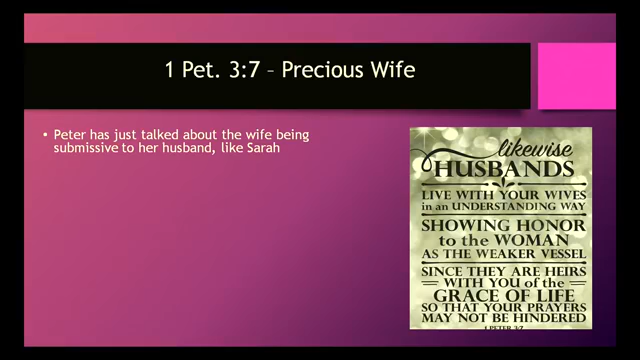 1 Pet. 3:7 – Precious Wife
• Peter has just talked about the wife being
submissive to her husband, like Sarah
likewise
HUSBANDS
LIVE WITH YOUR WIVES
in an UNDERSTANDING WAY
SHOWING HONOR
to the WOMAN
AS THE WEAKER VESSEL
SINCE THEY ARE HEIRS
WITH YOU of the
GRACE OF LIFE
SO THAT YOUR PRAYERS
MAY NOT BE HINDERED
1 PETER 3:7